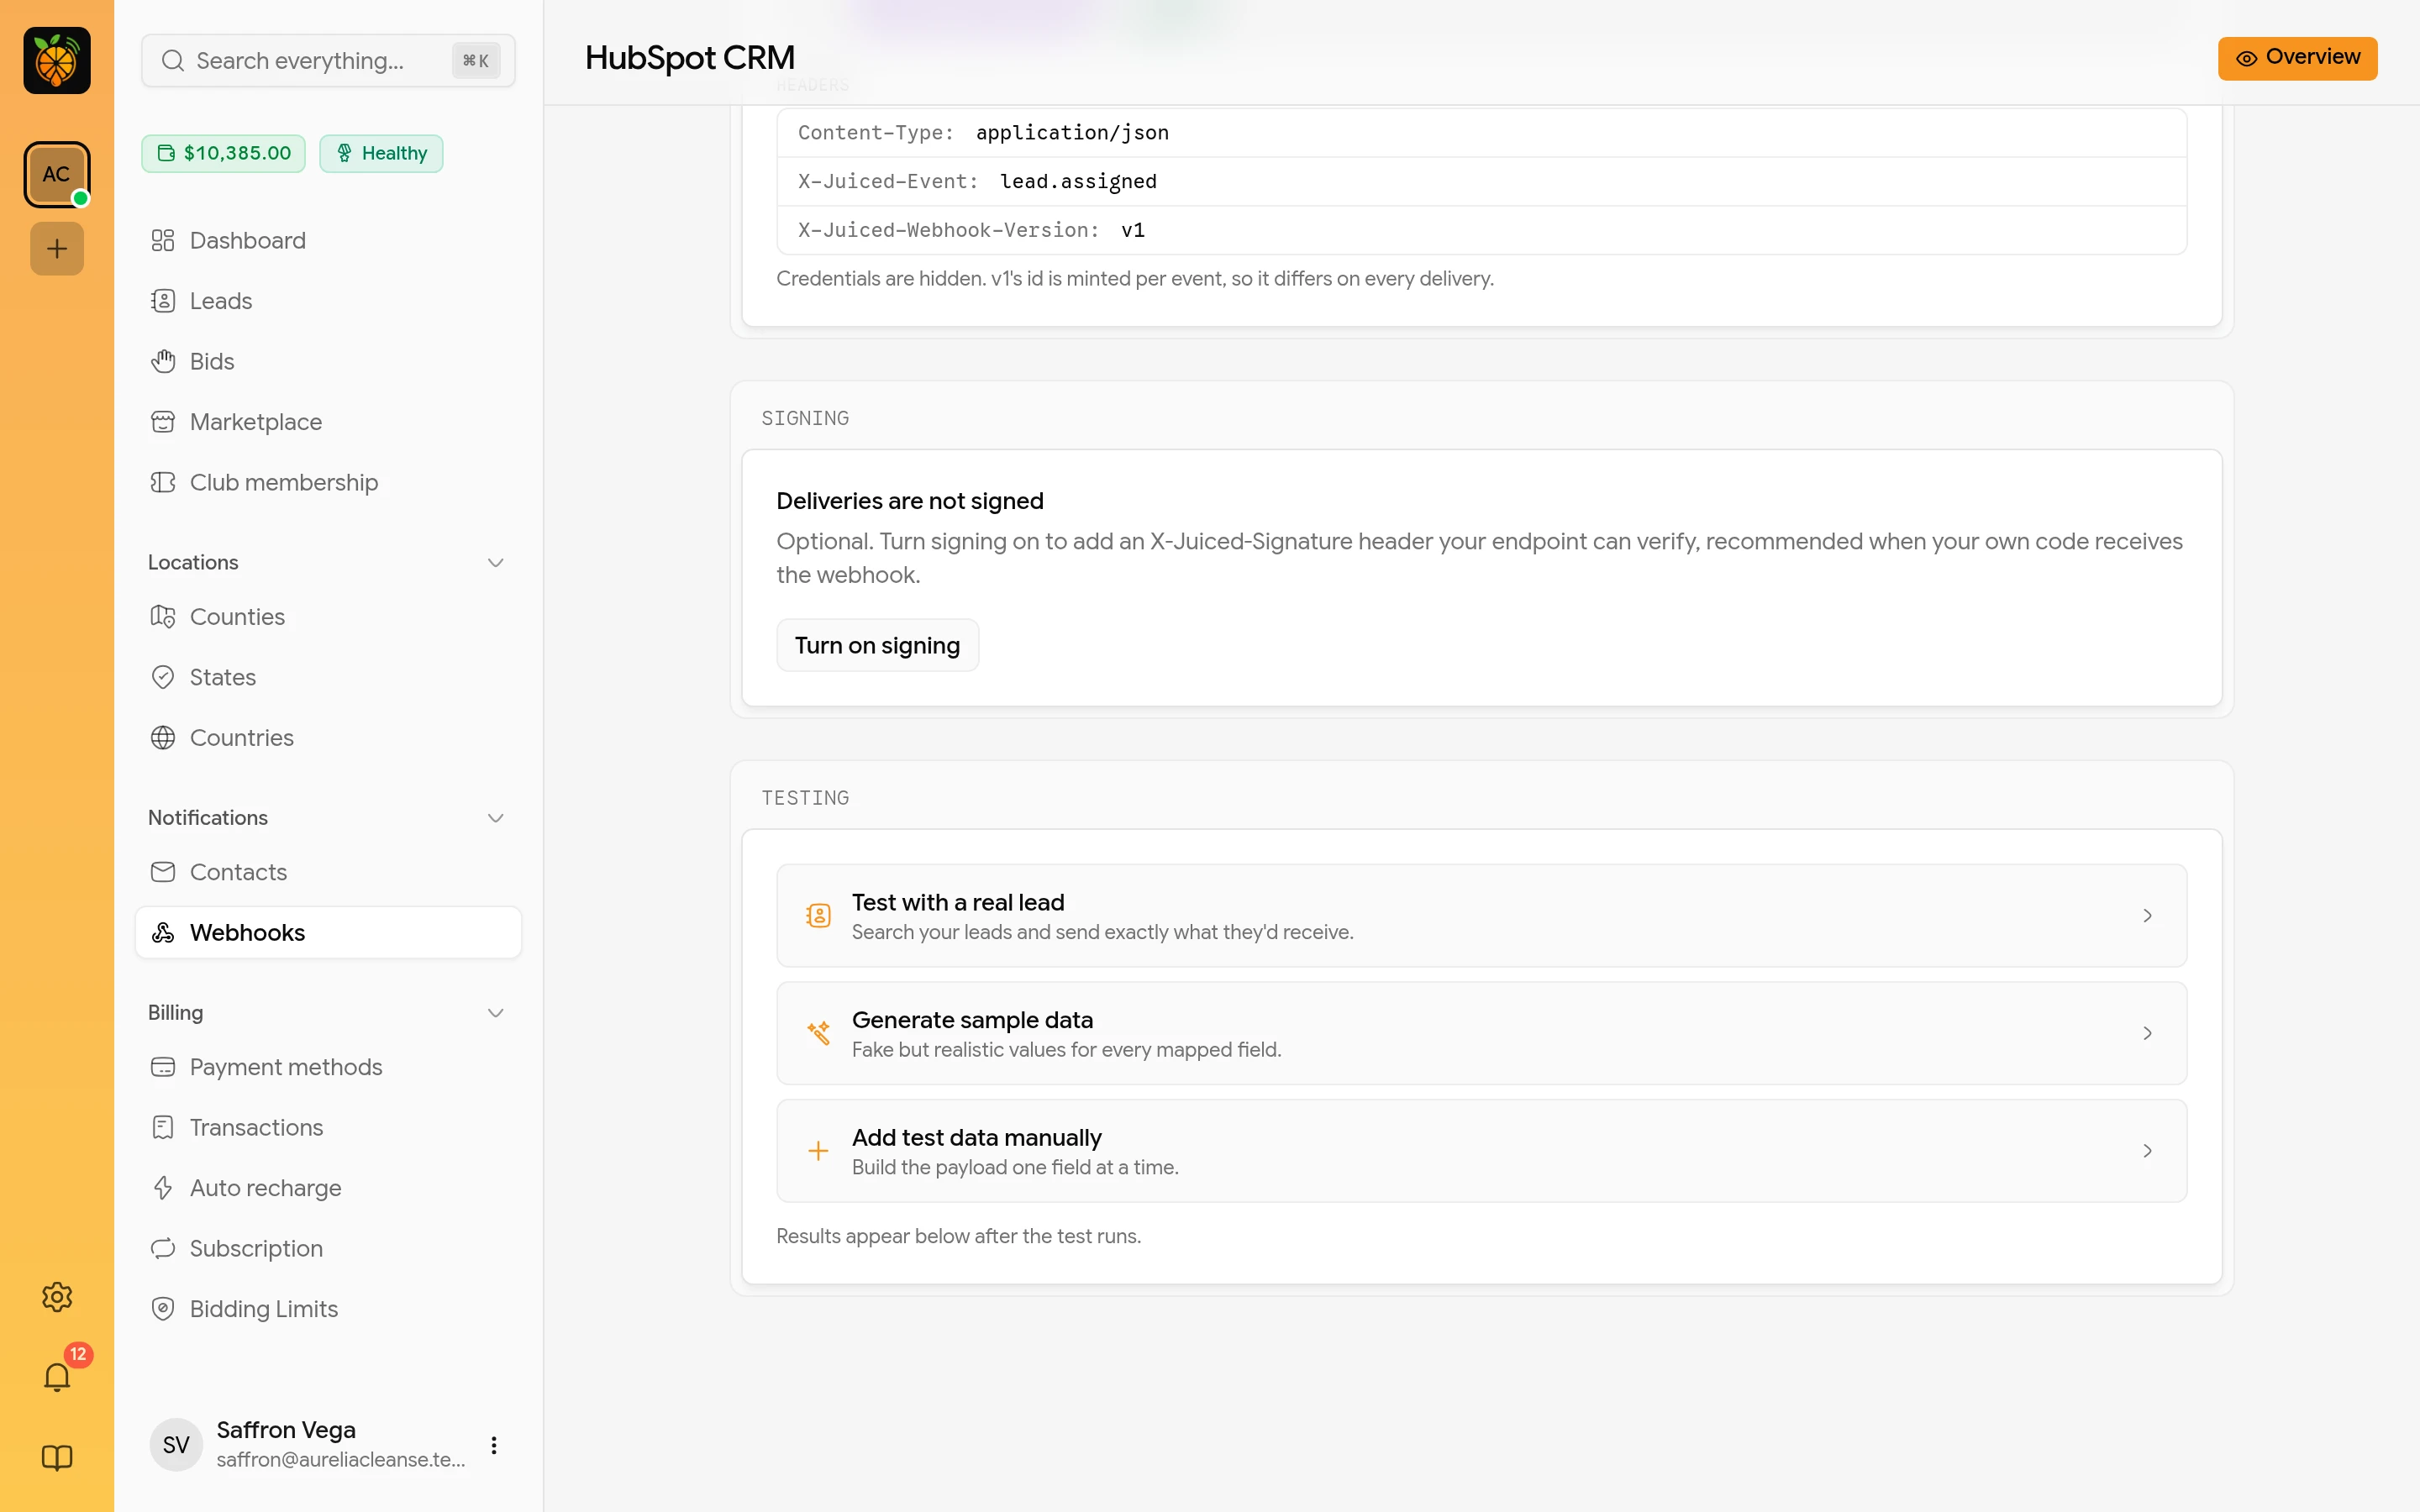 Search everything...
⌘K
$10,385.00
Healthy
Dashboard
Leads
Bids
Marketplace
Club membership
Locations
Counties
States
Countries
Notifications
Contacts
Webhooks
Billing
Payment methods
Transactions
Auto recharge
Subscription
Bidding Limits
AC
12
SV
Saffron Vega
saffron@aureliacleanse.te...
HubSpot CRM
Overview
HEADERS
Content-Type: application/json
X-Juiced-Event: lead.assigned
X-Juiced-Webhook-Version: v1
Credentials are hidden. v1's id is minted per event, so it differs on every delivery.
SIGNING
Deliveries are not signed
Optional. Turn signing on to add an X-Juiced-Signature header your endpoint can verify, recommended when your own code receives
the webhook.
Turn on signing
TESTING
Test with a real lead
Search your leads and send exactly what they'd receive.
Generate sample data
Fake but realistic values for every mapped field.
Add test data manually
Build the payload one field at a time.
Results appear below after the test runs.